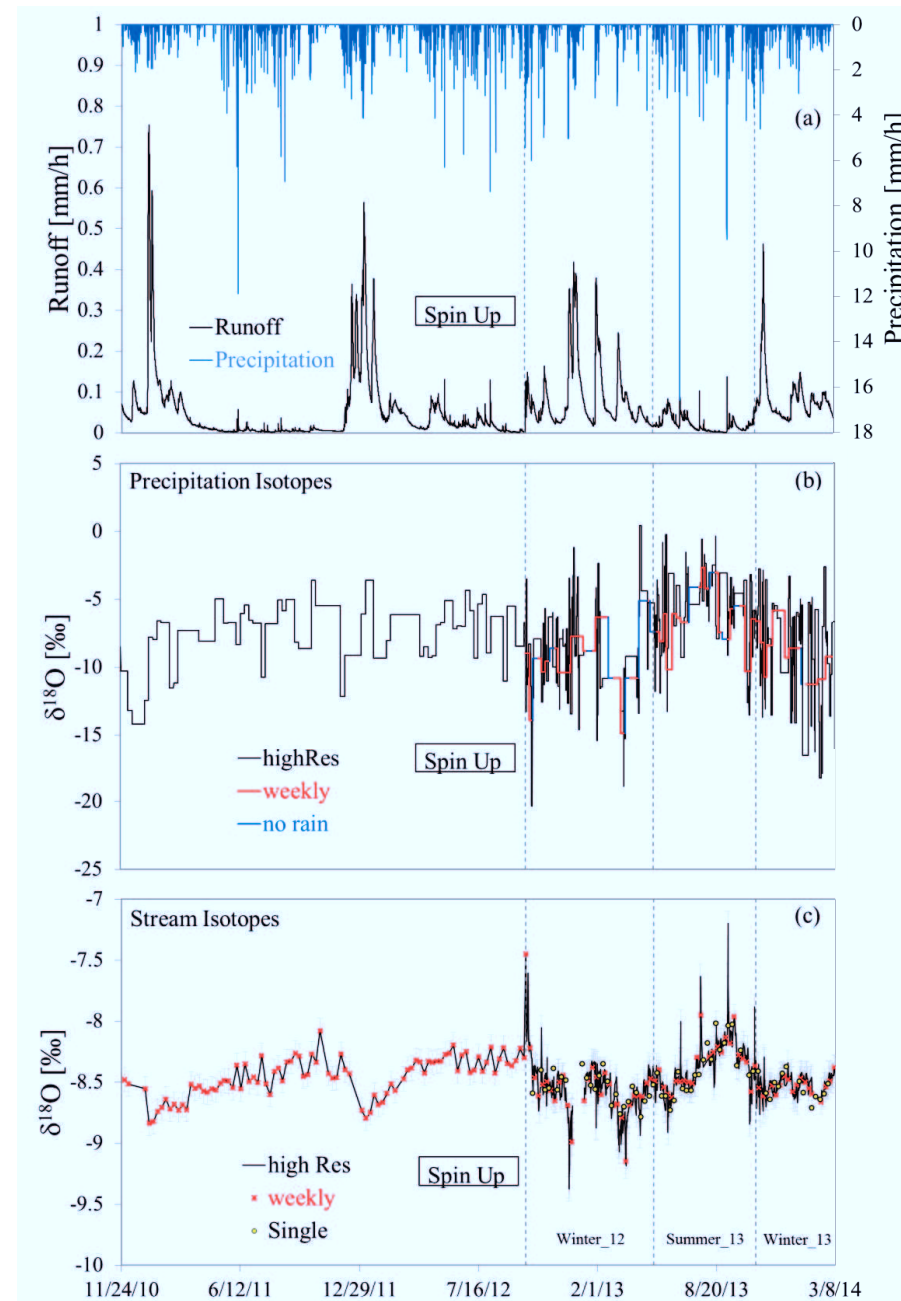 1
0.9
0.8
0.7
0.6
0.5
0.4
0.3
0.2
0.1
0
Runoff [mm/h]
0
2
4
6
8
10
12
14
16
18
Precipitation [mm/h]
(a)
Spin Up
Runoff
Precipitation
Precipitation Isotopes
(b)
5
0
-5
-10
-15
-20
-25
δ18O [‰]
Spin Up
highRes
weekly
no rain
Stream Isotopes
(c)
-7
-7.5
-8
-8.5
-9
-9.5
-10
δ18O [‰]
Spin Up
high Res
weekly
Single
Winter_12 Summer_13 Winter_13
11/24/10 6/12/11 12/29/11 7/16/12 2/1/13 8/20/13 3/8/14